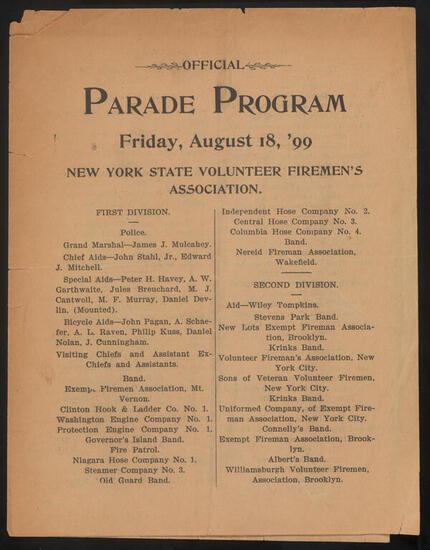 OFFICIAL
PARADE PROGRAM
Friday, August 18, '99
NEW YORK STATE VOLUNTEER FIREMEN'S
ASSOCIATION.
FIRST DIVISION.
Police.
Grand Marshal—James J. Mulcahey.
Chief Aids—John Stahl, Jr., Edward
J. Mitchell.
Special Aids—Peter H. Havey, A. W.
Garthwaite, Jules Breuchard, M. J.
Cantwell, M. F. Murray, Daniel Dev-
lin, (Mounted).
Bicycle Aids—John Pagan, A. Schae-
fer, A. L. Raven, Philip Kuss, Daniel
Nolan, J. Cunningham.
Visiting Chiefs and Assistant Ex-
Chiefs and Assistants.
Band.
Exempt Firemen Association, Mt.
Vernon.
Clinton Hook & Ladder Co. No. 1.
Washington Engine Company No. 1.
Protection Engine Company No. 1.
Governor's Island Band.
Fire Patrol.
Niagara Hose Company No. 1.
Steamer Company No. 3.
Old Guard Band.
Independent Hose Company No. 2.
Central Hose Company No. 3.
Columbia Hose Company No. 4.
Band.
Nereid Fireman Association,
Wakefield.
SECOND DIVISION.
Aid—Wiley Tompkins.
Stevens Park Band.
New Lots Exempt Fireman Associa-
tion, Brooklyn.
Krinks Band.
Volunteer Fireman's Association, New
York City.
Sons of Veteran Volunteer Firemen,
New York City.
Krinks Band.
Uniformed Company, of Exempt Fire-
man Association, New York City.
Connelly's Band.
Exempt Fireman Association, Brook-
lyn.
Albert's Band.
Williamsburgh Volunteer Firemen,
Association, Brooklyn.